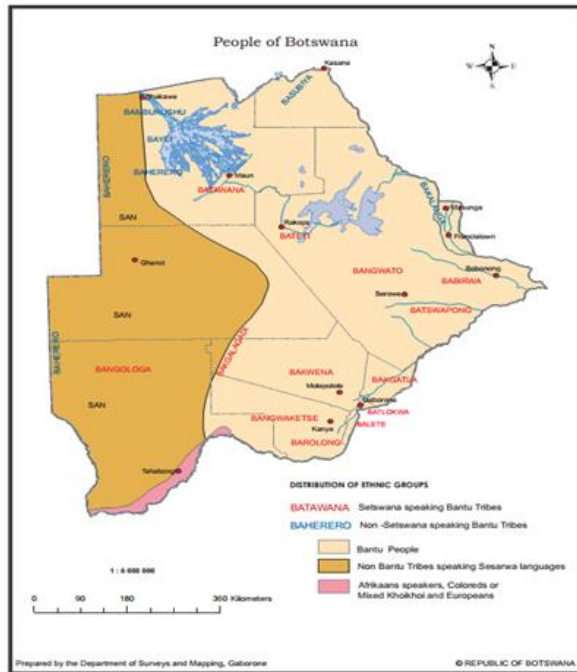 People of Botswana
N
W E
S
Kasane
BASUBIYA
Shakawe
BAMBUKUSHU
BAYEI
BAHERERO
BAHERERO
Maun
BATAWANA
BAKALANGA
Masunga
Francistown
SAN
Rakops
BATETI
Ghanzi
BANGWATO
Bobonong
BABIRWA
Serowe
BATSWAPONG
SAN
BAKGALAGADI
BAHERERO
BANGOLOGA
BAKWENA
BAKGATLA
Molepolole
SAN
Gaborone
BATLOKWA
BANGWAKETSE
BALETE
Kanye
BAROLONG
Tshabong
DISTRIBUTION OF ETHNIC GROUPS
BATAWANA Setswana speaking Bantu Tribes
BAHERERO Non -Setswana speaking Bantu Tribes
Bantu People
Non Bantu Tribes speaking Sesarwa languages
Afrikaans speakers, Coloreds or
Mixed Khoikhoi and Europeans
1 : 6 000 000
0 90 180 360 Kilometers
Prepared by the Department of Surveys and Mapping, Gaborone
© REPUBLIC OF BOTSWANA